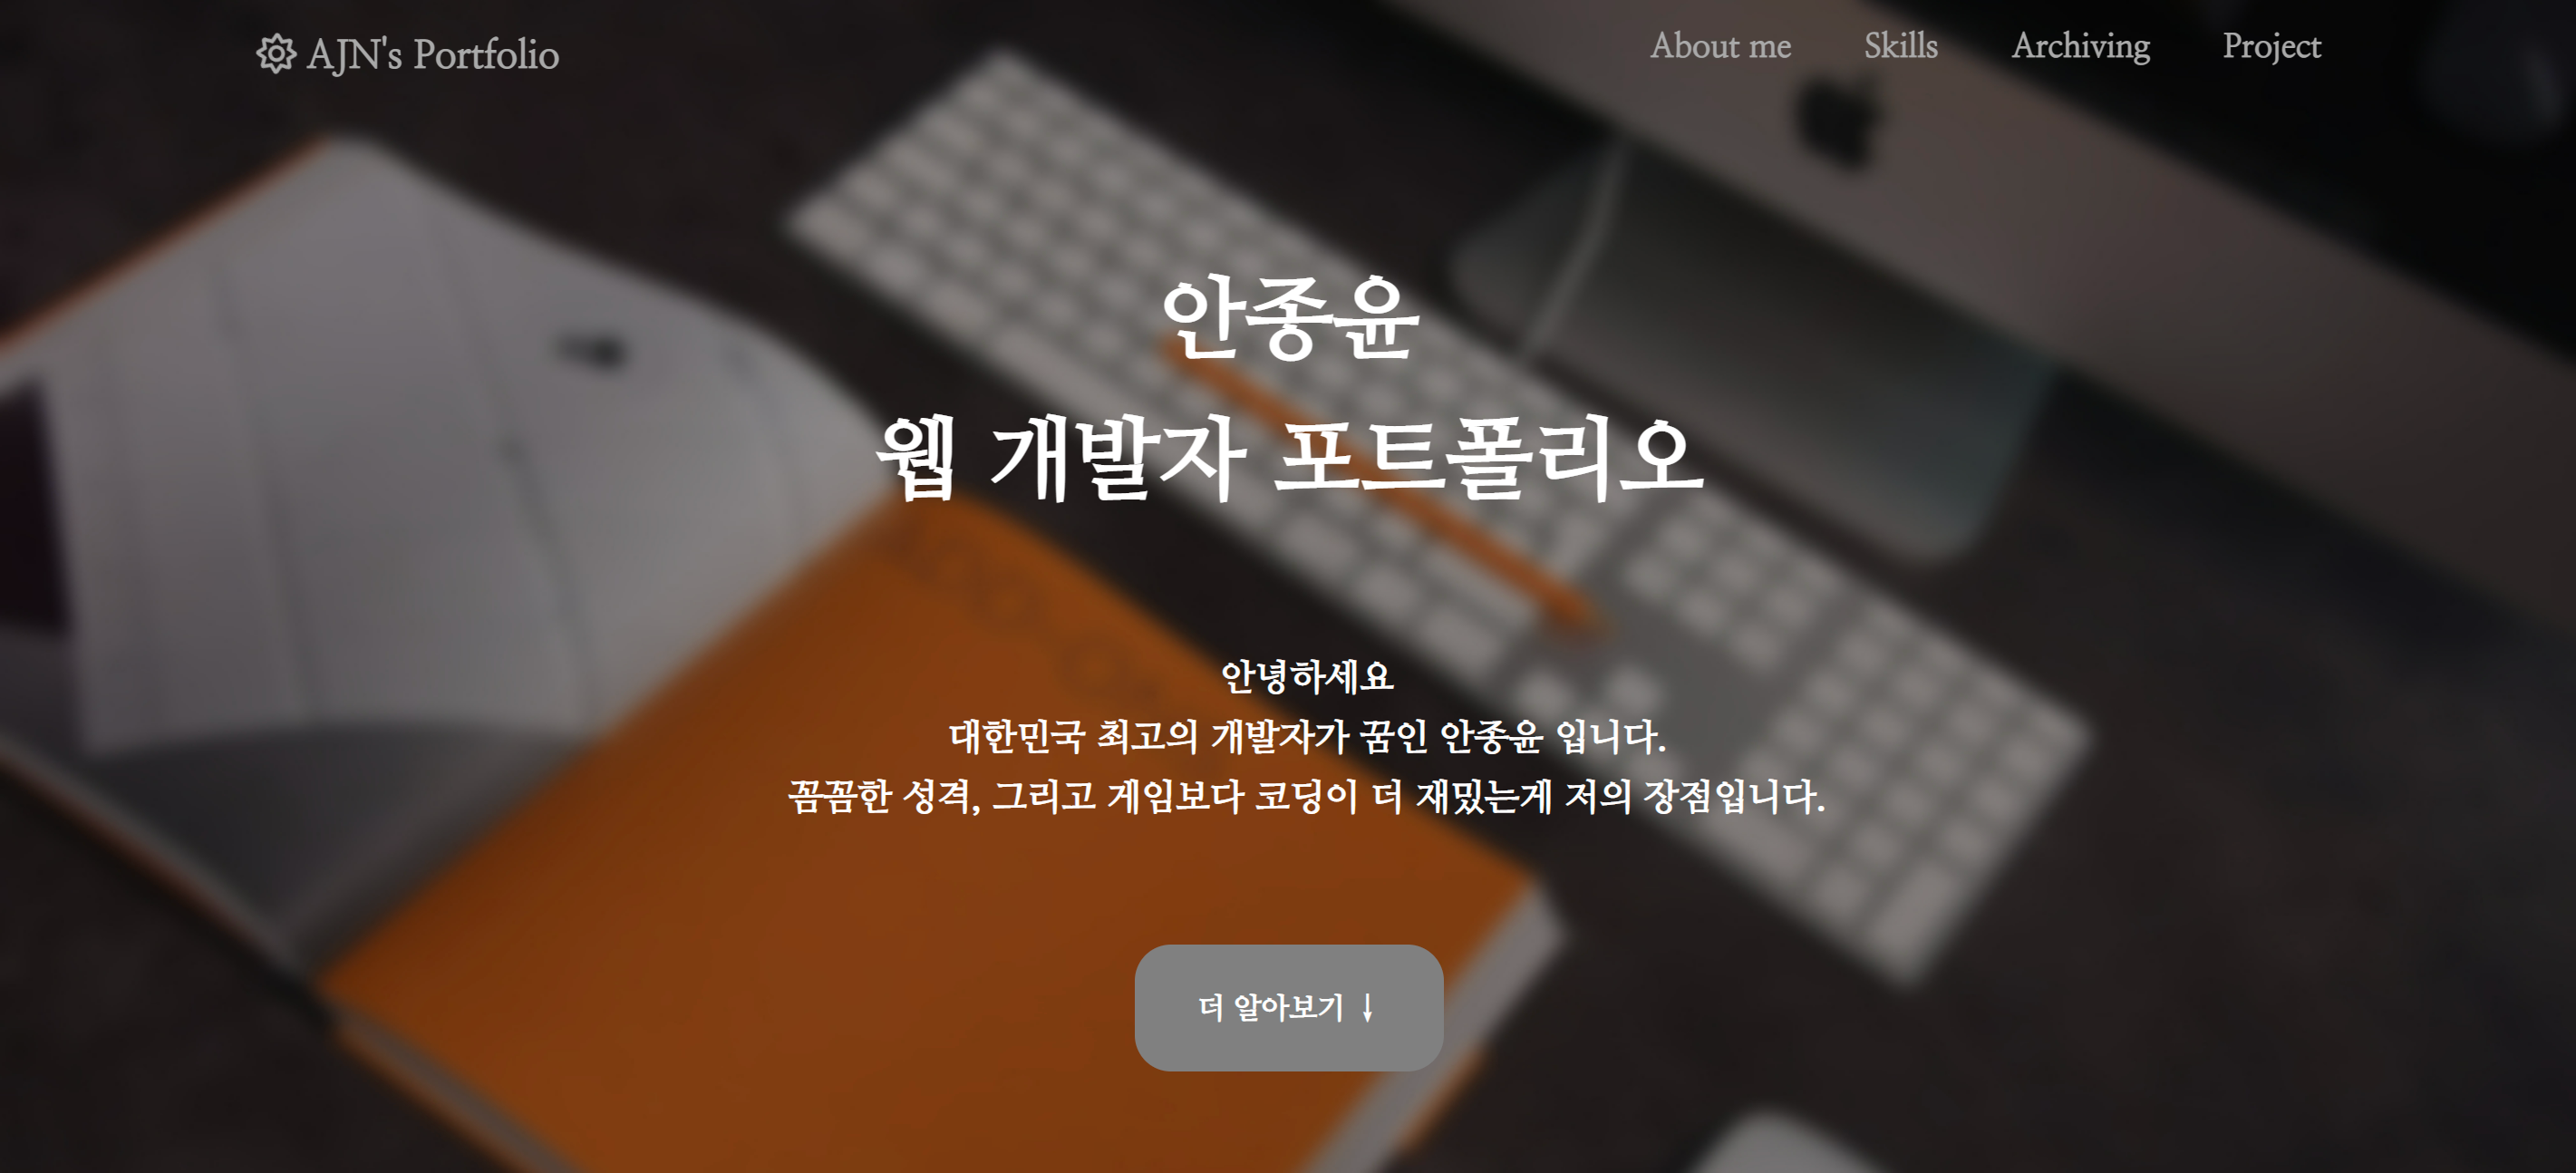 AJN's Portfolio
About me Skills Archiving Project
안종윤
웹 개발자 포트폴리오
안녕하세요
대한민국 최고의 개발자가 꿈인 안종윤 입니다.
꼼꼼한 성격, 그리고 게임보다 코딩이 더 재밌는게 저의 장점입니다.
더 알아보기 ↓